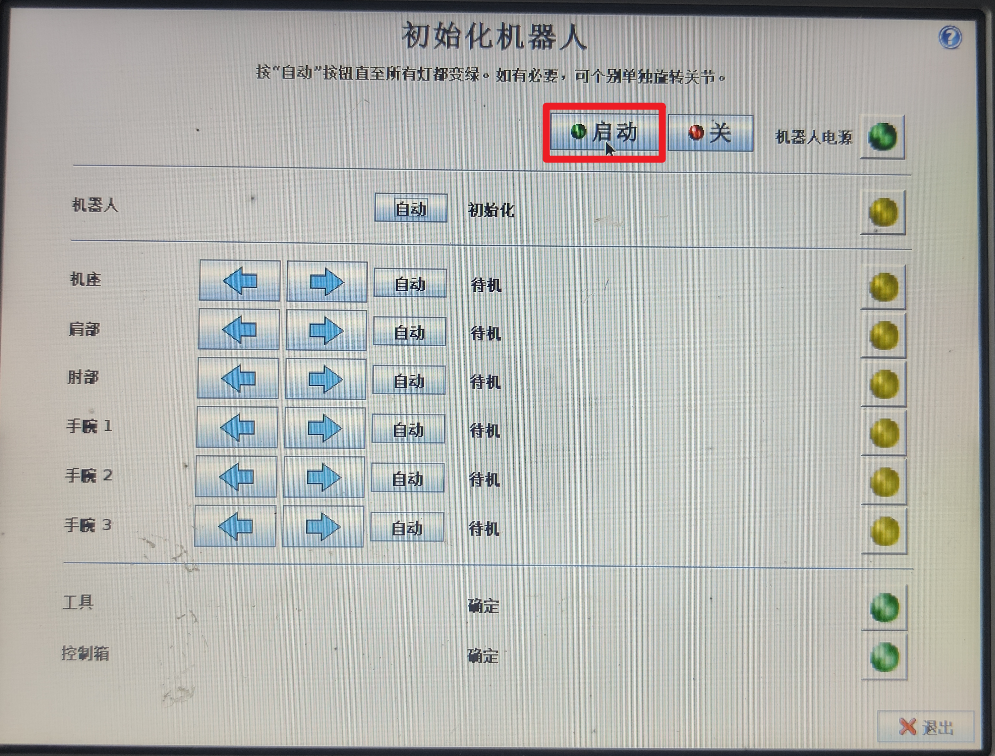 初始化机器人
?
按“自动”按钮直至所有灯都变绿。如有必要，可个别单独旋转关节。
启动 关 机器人电源
机器人 自动 初始化
机座 自动 待机
肩部 自动 待机
肘部 自动 待机
手腕 1 自动 待机
手腕 2 自动 待机
手腕 3 自动 待机
工具 确定
控制箱 确定
退出